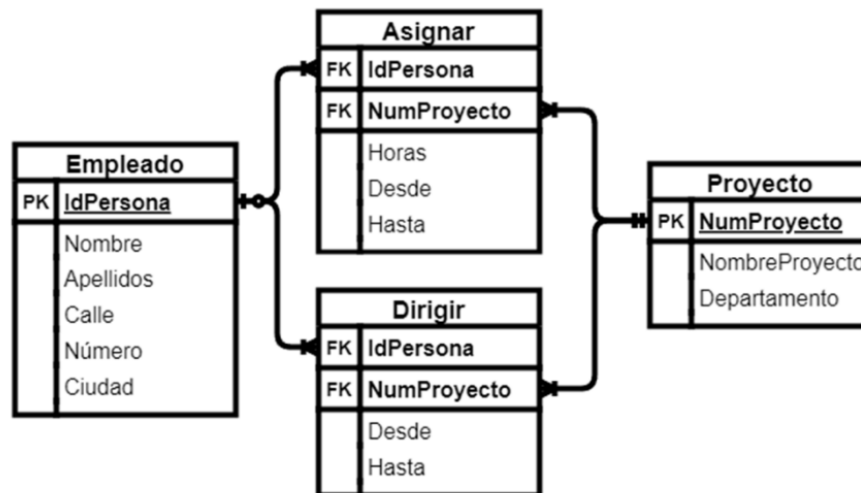 Asignar
FK IdPersona
FK NumProyecto
Horas
Desde
Hasta
Empleado
PK IdPersona
Nombre
Apellidos
Calle
Número
Ciudad
Proyecto
PK NumProyecto
NombreProyecto
Departamento
Dirigir
FK IdPersona
FK NumProyecto
Desde
Hasta